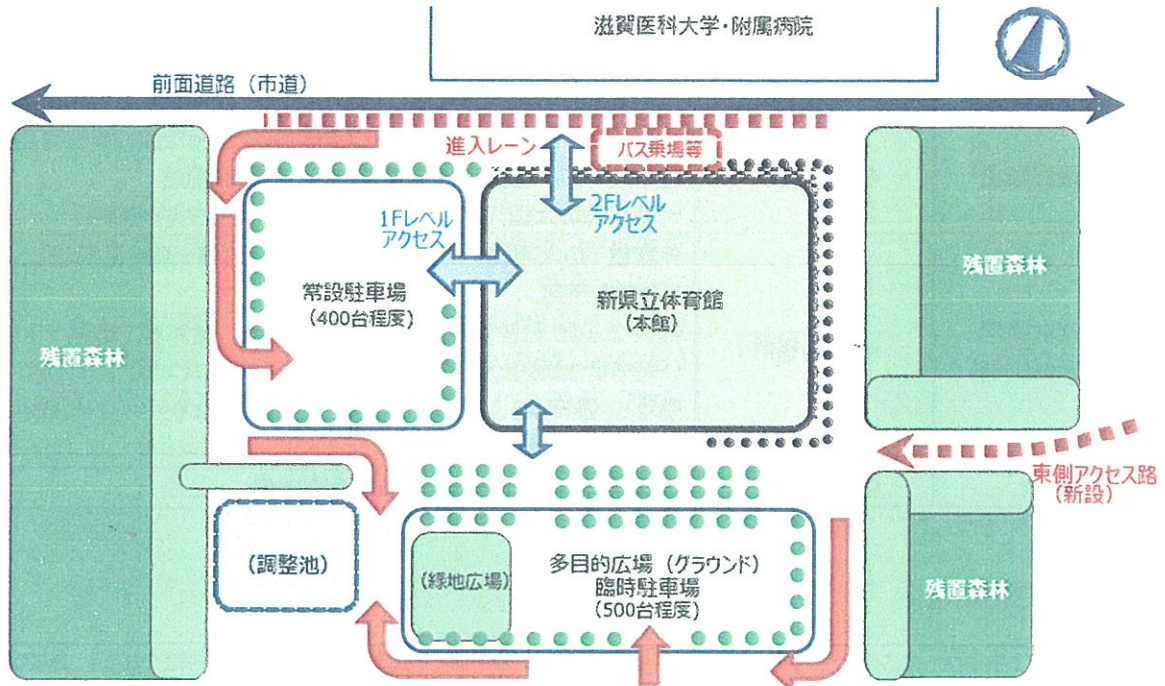 滋賀医科大学・附属病院
前面道路（市道）
進入レーン
バス乗場等
1Fレベル
アクセス
2Fレベル
アクセス
常設駐車場
（400台程度）
新県立体育館
（本館）
残置森林
残置森林
東側アクセス路
（新設）
（調整池）
（緑地広場）
多目的広場（グラウンド）
臨時駐車場
（500台程度）
残置森林